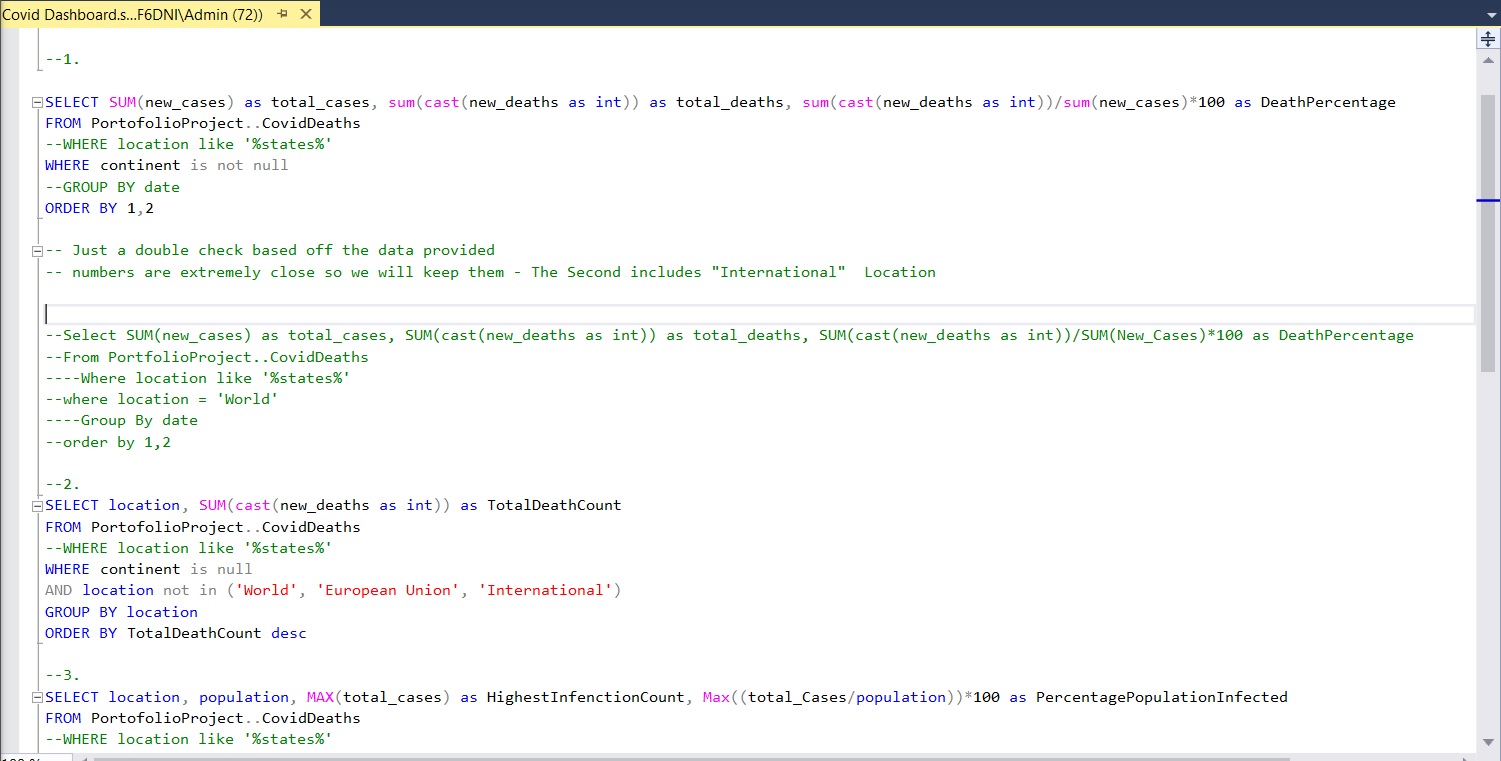 Covid Dashboard.s...F6DNI\Admin (72))
--1.
SELECT SUM(new_cases) as total_cases, sum(cast(new_deaths as int)) as total_deaths, sum(cast(new_deaths as int))/sum(new_cases)*100 as DeathPercentage
FROM PortofolioProject..CovidDeaths
--WHERE location like '%states%'
WHERE continent is not null
--GROUP BY date
ORDER BY 1,2
-- Just a double check based off the data provided
-- numbers are extremely close so we will keep them - The Second includes "International"  Location
--Select SUM(new_cases) as total_cases, SUM(cast(new_deaths as int)) as total_deaths, SUM(cast(new_deaths as int))/SUM(New_Cases)*100 as DeathPercentage
--From PortfolioProject..CovidDeaths
----Where location like '%states%'
--where location = 'World'
----Group By date
--order by 1,2
--2.
SELECT location, SUM(cast(new_deaths as int)) as TotalDeathCount
FROM PortofolioProject..CovidDeaths
--WHERE location like '%states%'
WHERE continent is null
AND location not in ('World', 'European Union', 'International')
GROUP BY location
ORDER BY TotalDeathCount desc
--3.
SELECT location, population, MAX(total_cases) as HighestInfenctionCount, Max((total_Cases/population))*100 as PercentagePopulationInfected
FROM PortofolioProject..CovidDeaths
--WHERE location like '%states%'